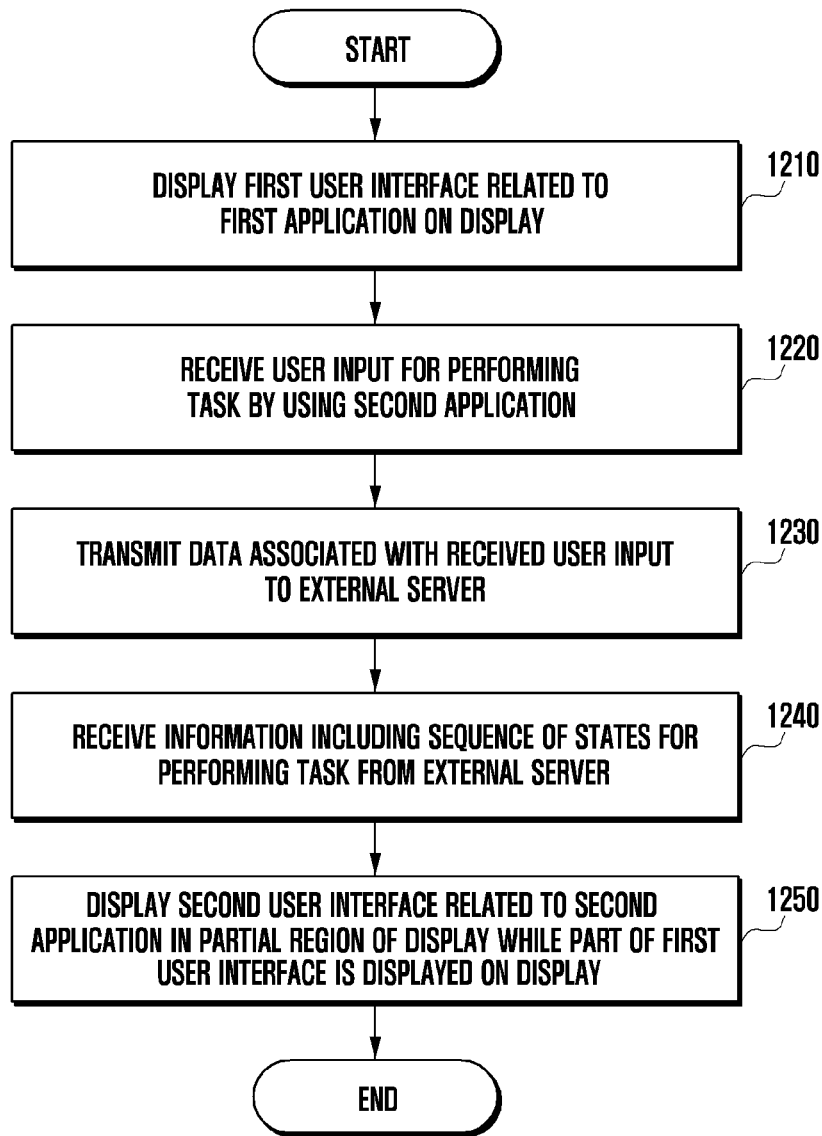 START
DISPLAY FIRST USER INTERFACE RELATED TO
FIRST APPLICATION ON DISPLAY
1210
RECEIVE USER INPUT FOR PERFORMING
TASK BY USING SECOND APPLICATION
1220
TRANSMIT DATA ASSOCIATED WITH RECEIVED USER INPUT
TO EXTERNAL SERVER
1230
RECEIVE INFORMATION INCLUDING SEQUENCE OF STATES FOR
PERFORMING TASK FROM EXTERNAL SERVER
1240
DISPLAY SECOND USER INTERFACE RELATED TO SECOND
APPLICATION IN PARTIAL REGION OF DISPLAY WHILE PART OF FIRST
USER INTERFACE IS DISPLAYED ON DISPLAY
1250
END